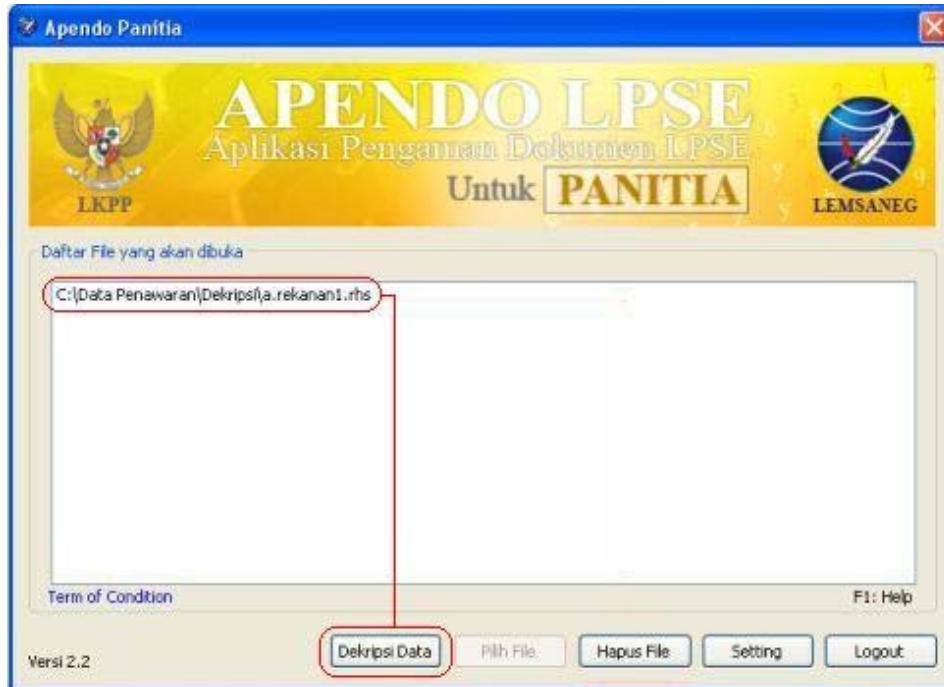 Apendo Panitia
APENDO LPSE
Aplikasi Pengaman Dokumen LPSE
Untuk PANITIA
LKPP
LEMSANEG
Daftar File yang akan dibuka
C:\Data Penawaran\Dekripsi\a.rekanan1.rhs
Term of Condition
F1: Help
Versi 2.2
Dekripsi Data
Pilih File
Hapus File
Setting
Logout